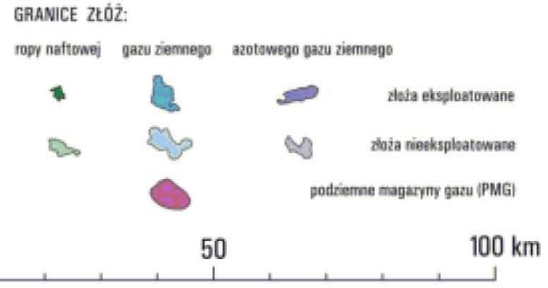 GRANICE ZŁÓŻ:
ropy naftowej gazu ziemnego azotowego gazu ziemnego
złoża eksploatowane
złoża nieeksploatowane
podziemne magazyny gazu (PMG)
50 100 km